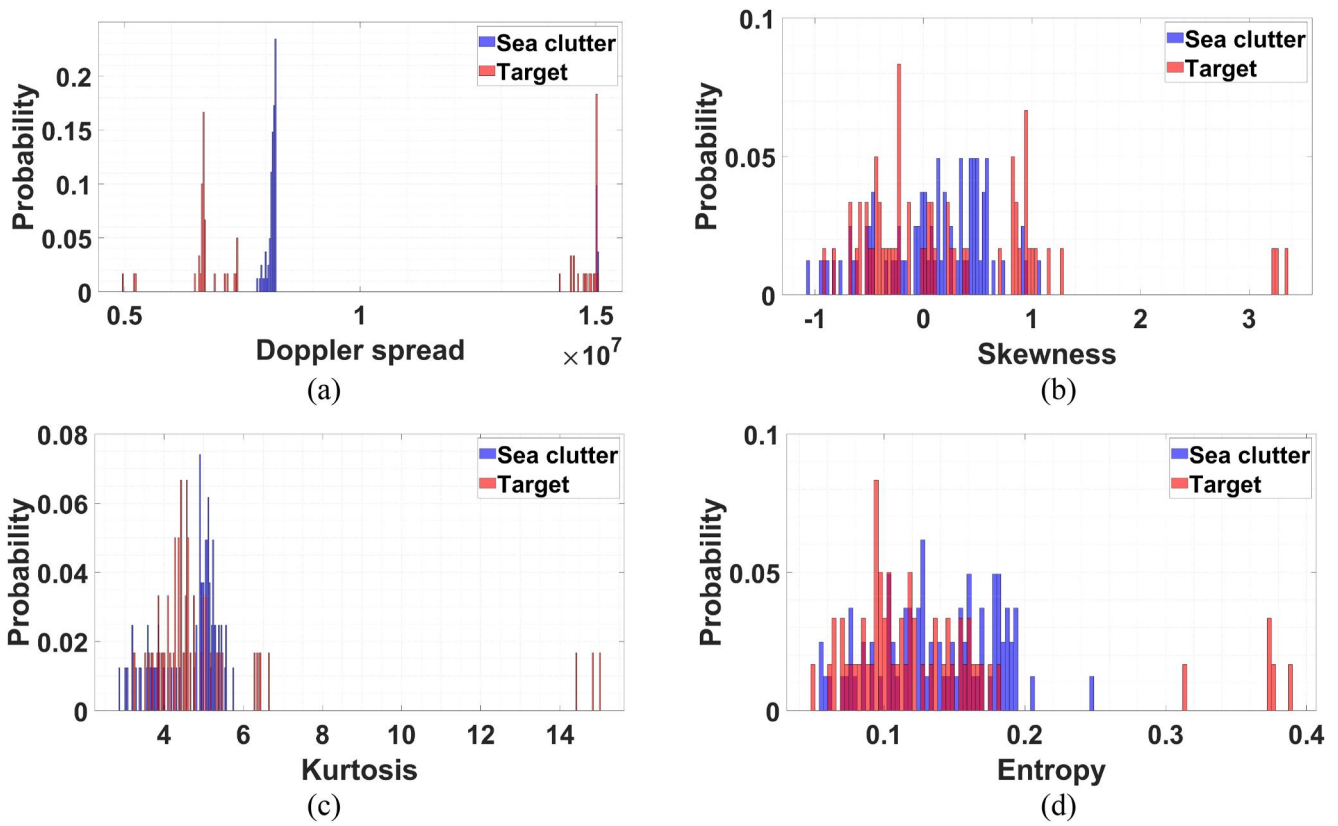 Sea clutter
Target
Probability
0.2
0.15
0.1
0.05
0
0.5
1
1.5
×10^7
Doppler spread
(a)
Sea clutter
Target
Probability
0.1
0.05
0
-1
0
1
2
3
Skewness
(b)
Sea clutter
Target
Probability
0.08
0.06
0.04
0.02
0
4
6
8
10
12
14
Kurtosis
(c)
Sea clutter
Target
Probability
0.1
0.05
0
0.1
0.2
0.3
0.4
Entropy
(d)